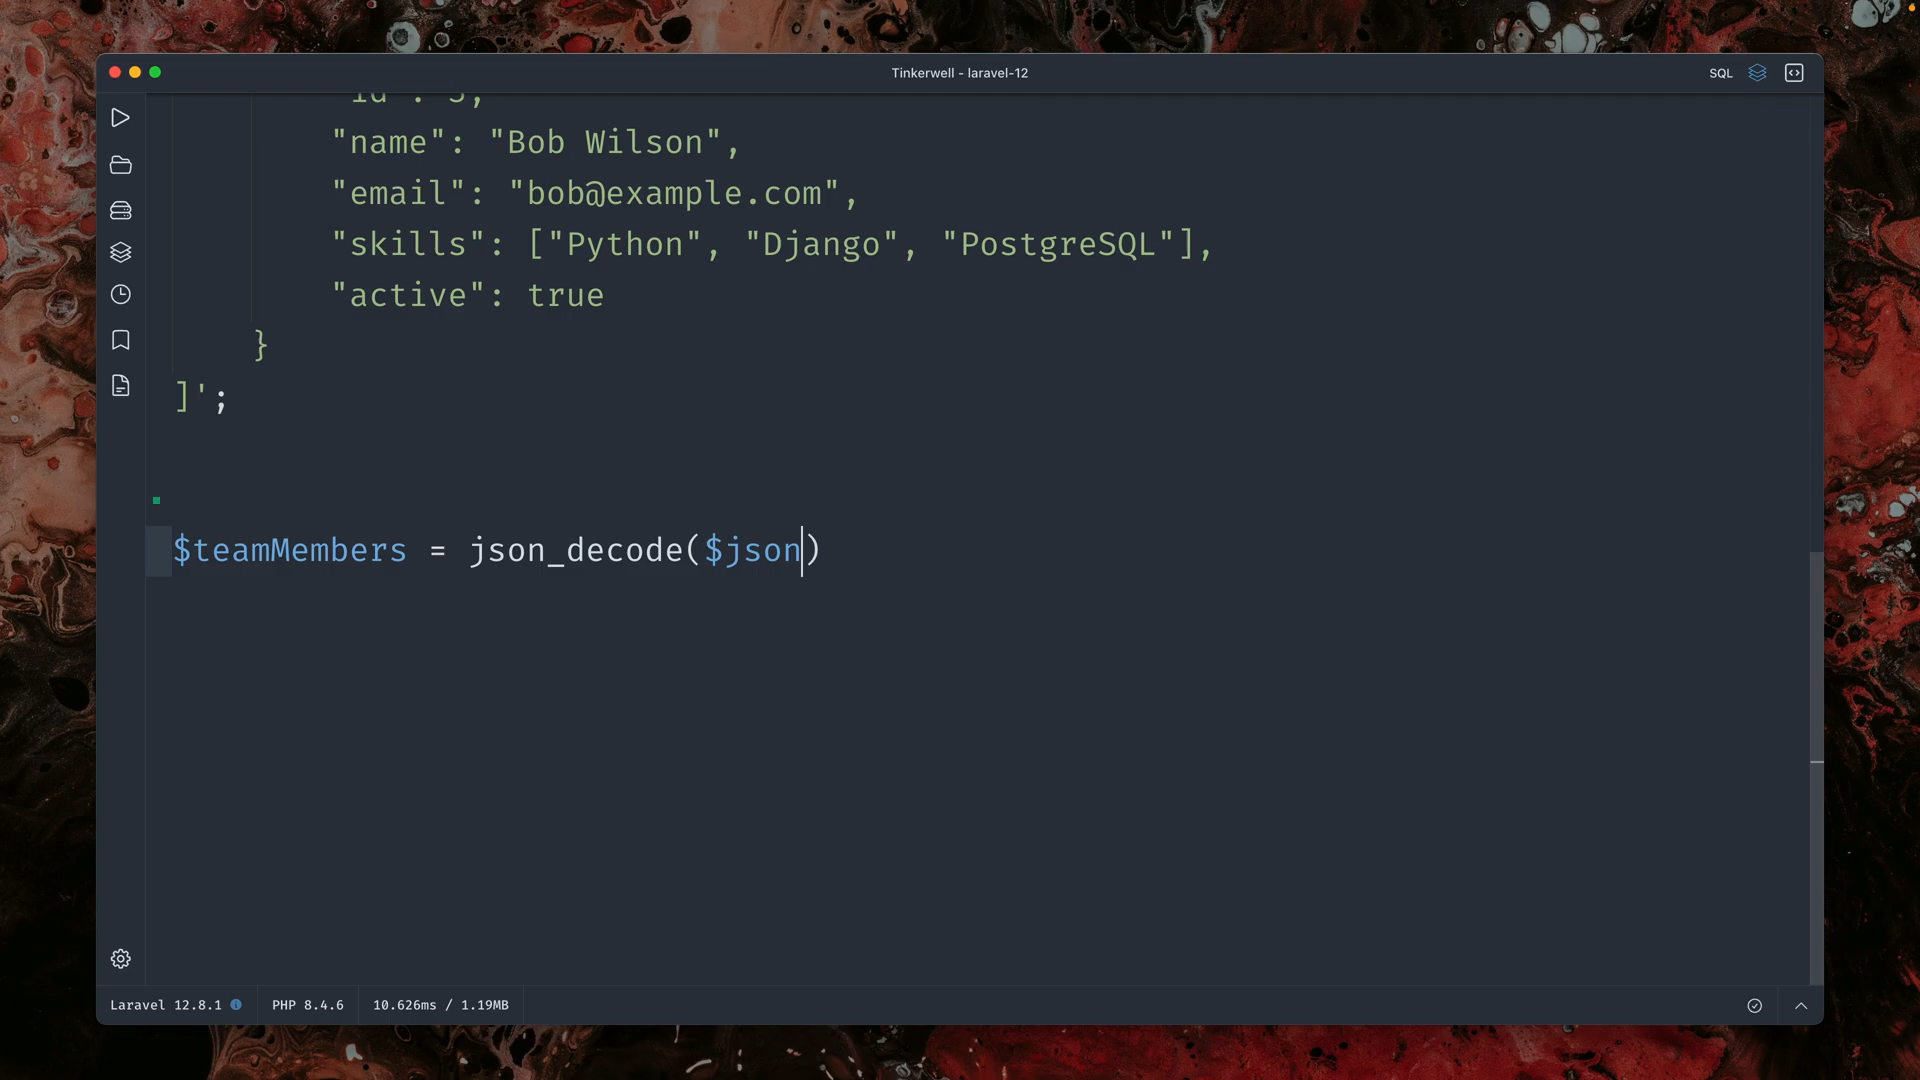 Tinkerwell - laravel-12
SQL
"name": "Bob Wilson",
"email": "bob@example.com",
"skills": ["Python", "Django", "PostgreSQL"],
"active": true
}
]';
$teamMembers = json_decode($json)
Laravel 12.8.1
PHP 8.4.6
10.626ms / 1.19MB